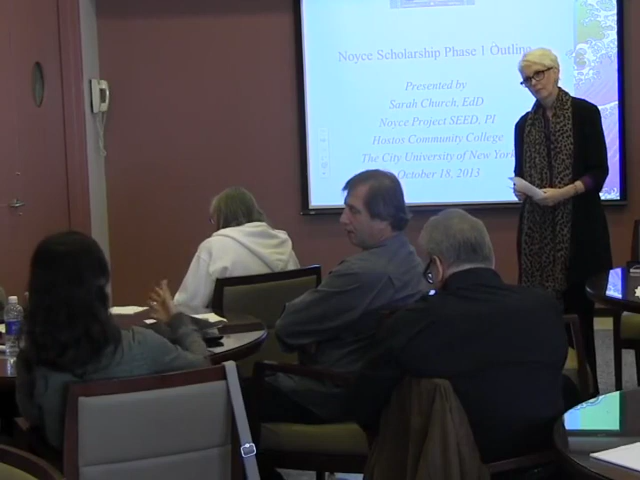 Noyce Scholarship Phase 1 Outline
Presented by
Sarah Church, EdD
Noyce Project SEED, PI
Hostos Community College
The City University of New York
October 18, 2013